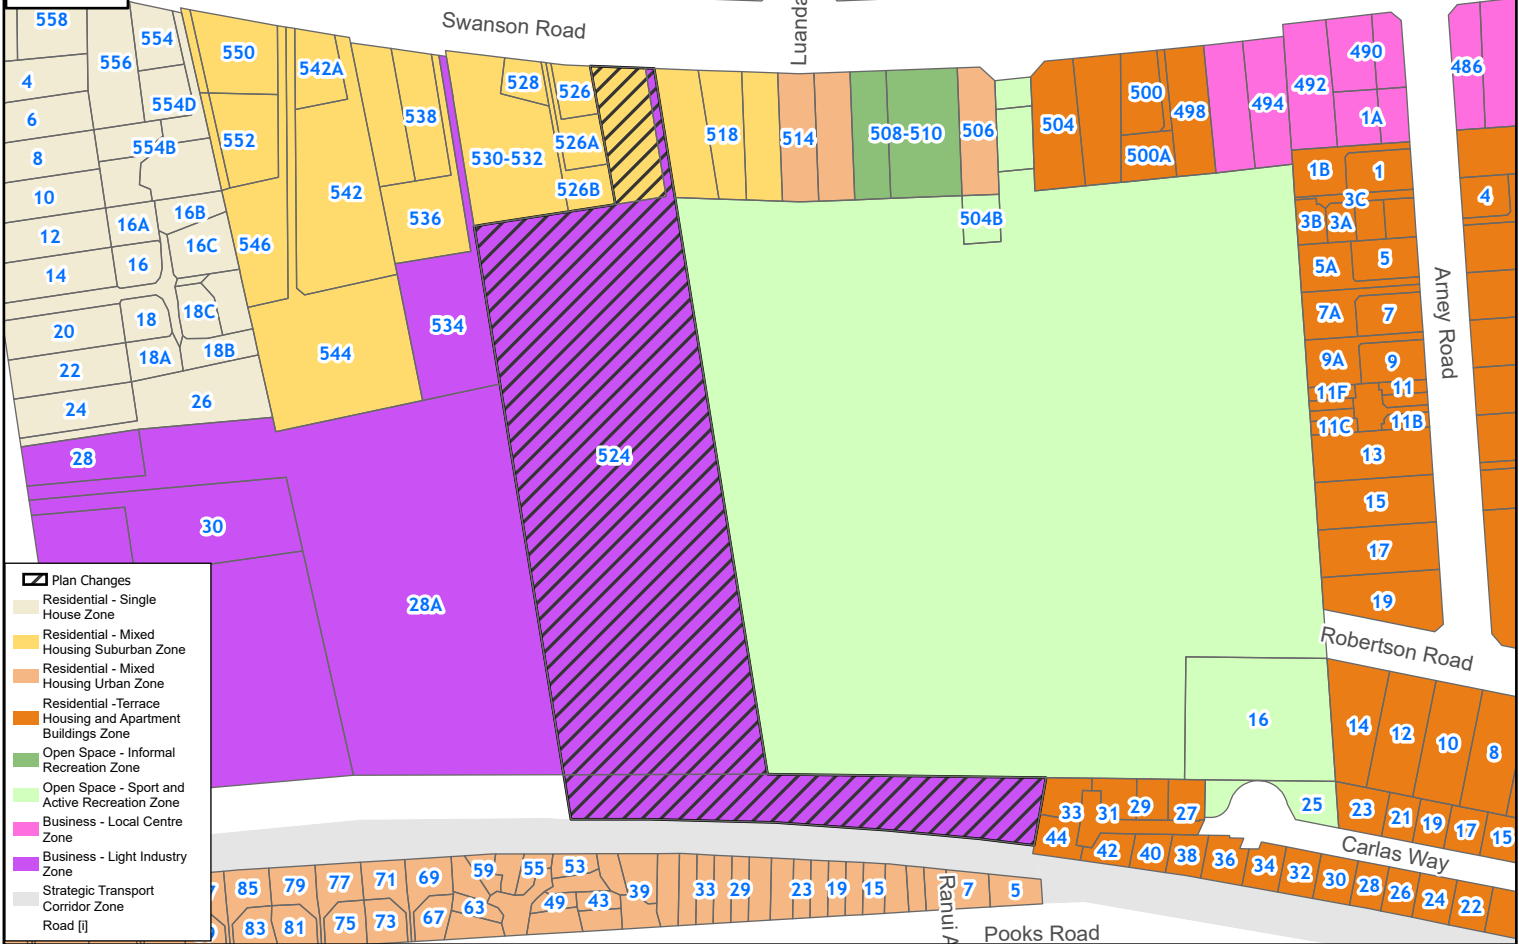 Swanson Road
Luanda
558
554
556
550
542A
4
554D
538
528
526
6
554B
552
530-532
526A
8
542
526B
518
514
508-510
506
504
500
498
500A
494
492
490
1A
486
10
16A
16B
16C
536
12
546
16
14
504B
1B
1
3C
3B
3A
4
5A
5
Arney Road
18
18C
20
534
7A
7
18A
18B
22
544
9A
9
24
26
11F
11
11C
11B
28
524
13
30
15
17
28A
19
Robertson Road
16
14
12
10
8
33
31
29
27
25
23
21
19
17
15
44
42
40
38
36
34
32
30
28
26
24
22
Carlas Way
Plan Changes
Residential - Single
House Zone
Residential - Mixed
Housing Suburban Zone
Residential - Mixed
Housing Urban Zone
Residential -Terrace
Housing and Apartment
Buildings Zone
Open Space - Informal
Recreation Zone
Open Space - Sport and
Active Recreation Zone
Business - Local Centre
Zone
Business - Light Industry
Zone
Strategic Transport
Corridor Zone
Road [i]
85
79
77
71
69
59
55
53
83
81
75
73
67
63
49
43
39
33
29
23
19
15
7
5
Ranui A
Pooks Road